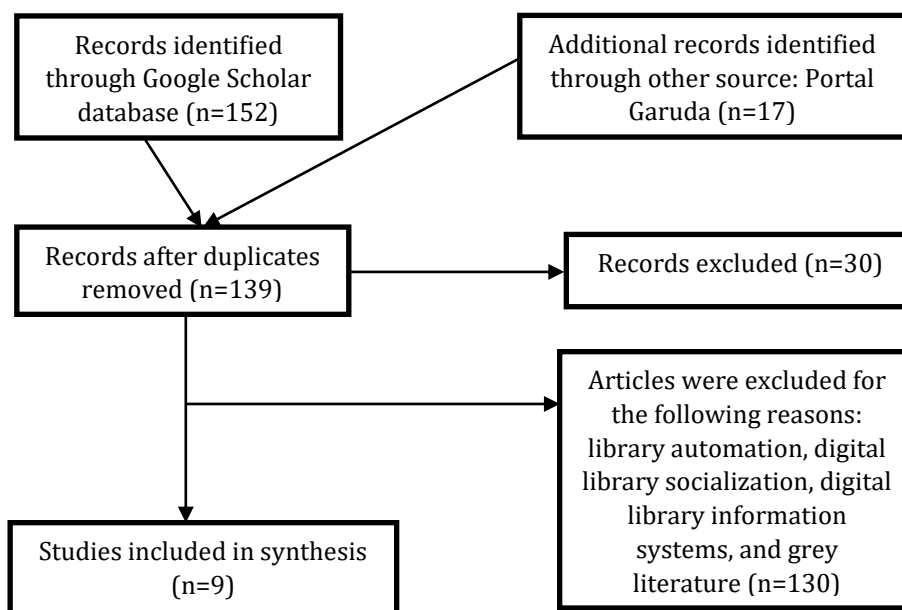 Records identified
through Google Scholar
database (n=152)
Additional records identified
through other source: Portal
Garuda (n=17)
Records after duplicates
removed (n=139)
Records excluded (n=30)
Articles were excluded for
the following reasons:
library automation, digital
library socialization, digital
library information
systems, and grey
literature (n=130)
Studies included in synthesis
(n=9)